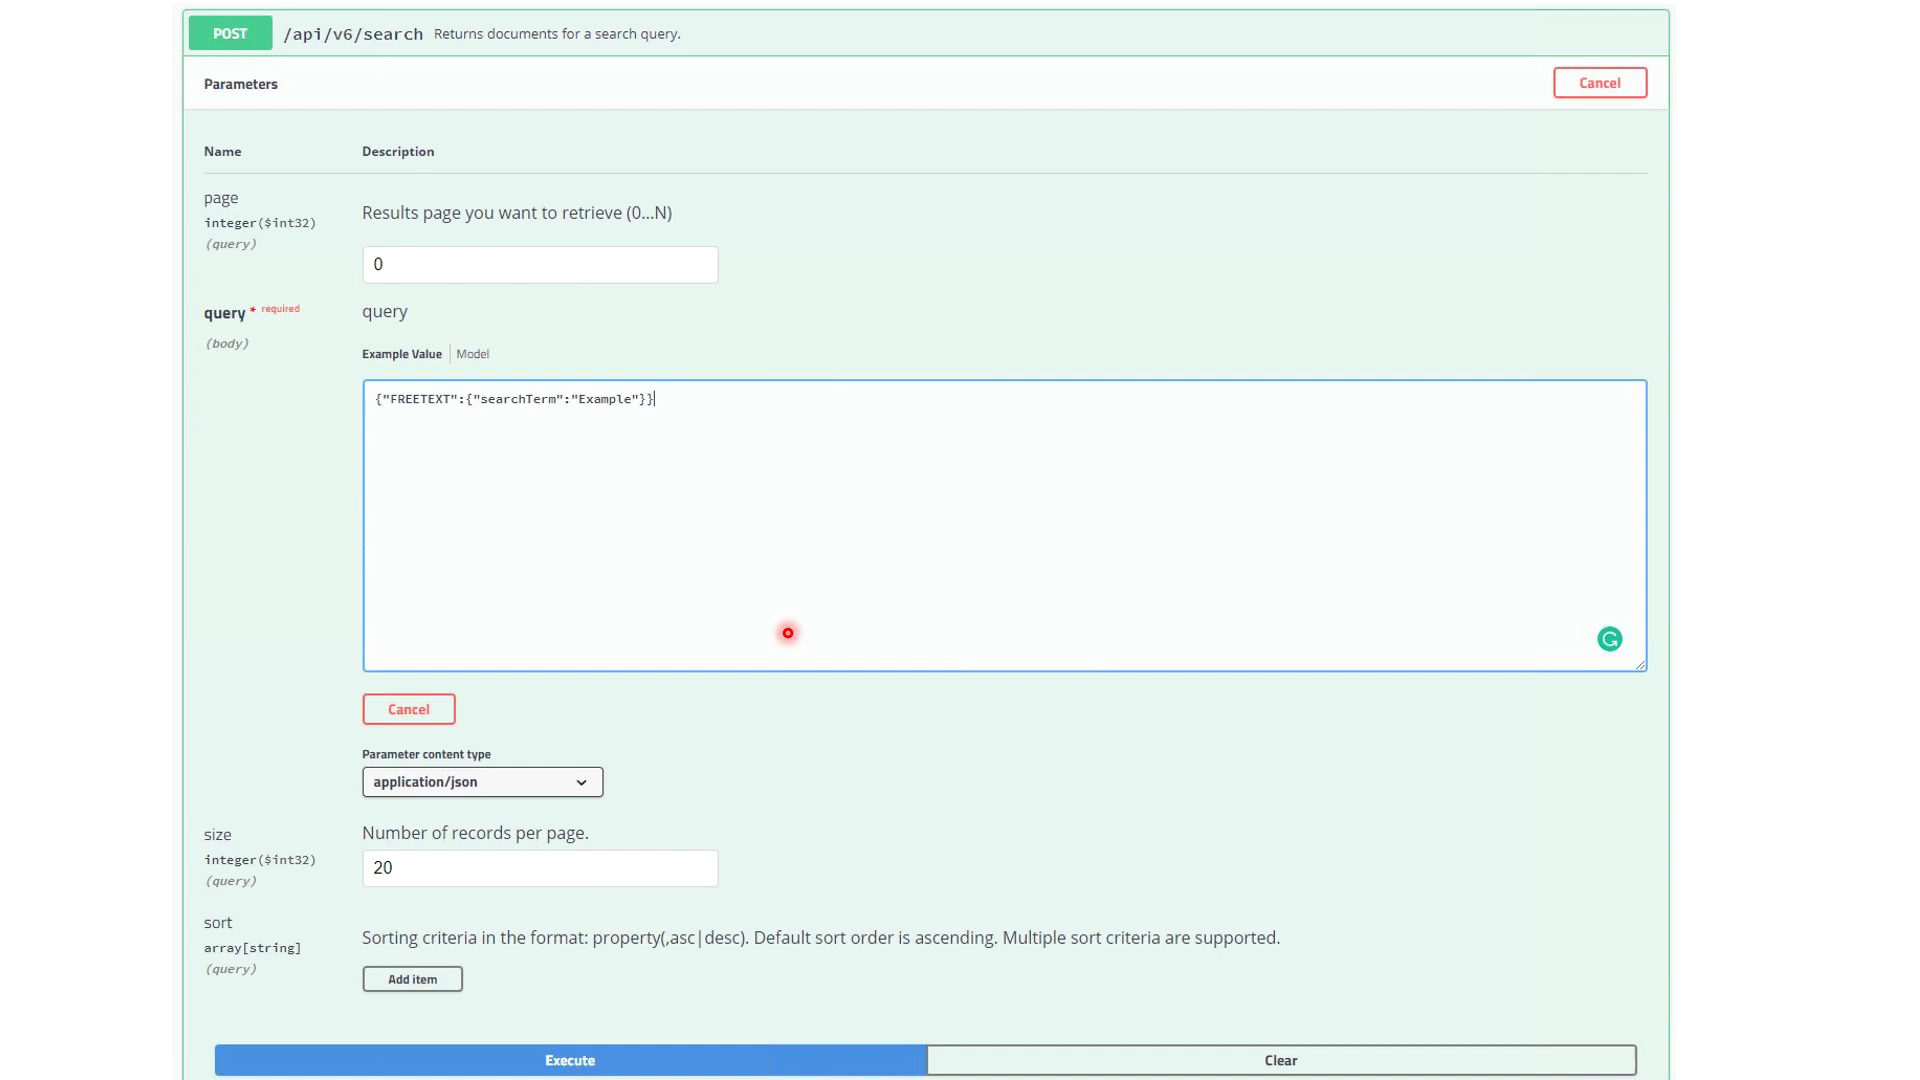 POST /api/v6/search Returns documents for a search query.
Parameters Cancel
Name Description
page
integer($int32)
(query)
Results page you want to retrieve (0...N)
0
query * required
(body)
query
Example Value Model
{"FREETEXT":{"searchTerm":"Example"}}
Cancel
Parameter content type
application/json
size
integer($int32)
(query)
Number of records per page.
20
sort
array[string]
(query)
Sorting criteria in the format: property(,asc|desc). Default sort order is ascending. Multiple sort criteria are supported.
Add item
Execute Clear